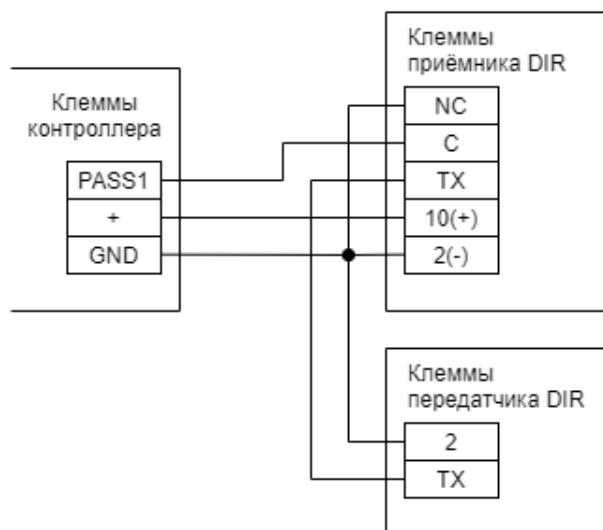 Клеммы
приёмника DIR
NC
C
TX
10(+)
2(-)
Клеммы
контроллера
PASS1
+
GND
Клеммы
передатчика DIR
2
TX